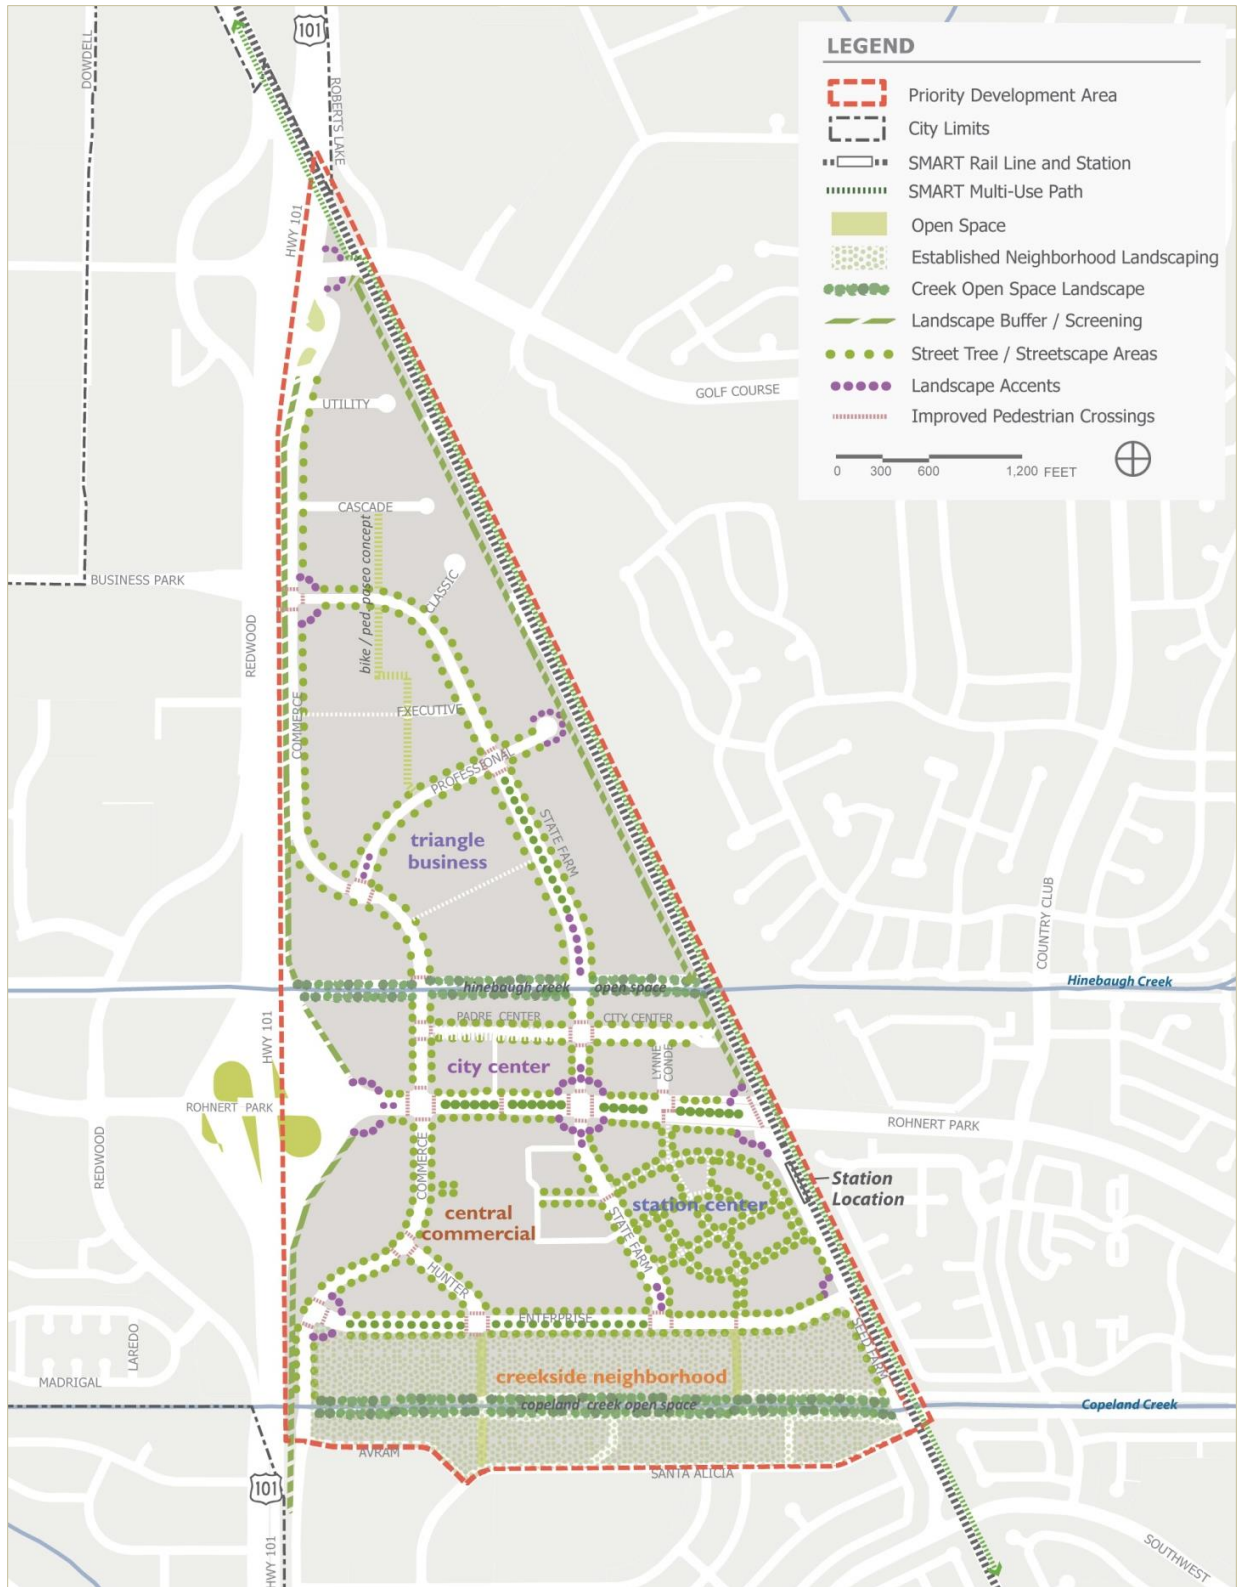 LEGEND
Priority Development Area
City Limits
SMART Rail Line and Station
SMART Multi-Use Path
Open Space
Established Neighborhood Landscaping
Creek Open Space Landscape
Landscape Buffer / Screening
Street Tree / Streetscape Areas
Landscape Accents
Improved Pedestrian Crossings
0 300 600 1,200 FEET
101
DOWDELL
ROBERTS LAKE
HWY 101
GOLF COURSE
UTILITY
CASCADE
bike / ped paseo concept
CLASSIC
BUSINESS PARK
REDWOOD
COMMERCE
EXECUTIVE
PROFESSIONAL
STATE FARM
triangle
business
COUNTRY CLUB
Hinebaugh Creek
hinebaugh creek open space
PADRE CENTER
CITY CENTER
HWY 101
city center
LYNNE
CONDE
ROHNERT PARK
ROHNERT PARK
REDWOOD
COMMERCE
Station
Location
station center
central
commercial
STATE FARM
HUNTER
ENTERPRISE
SEED FARM
LAREDO
MADRIGAL
creekside neighborhood
copeland creek open space
Copeland Creek
AVRAM
SANTA ALICIA
101
HWY 101
SOUTHWEST